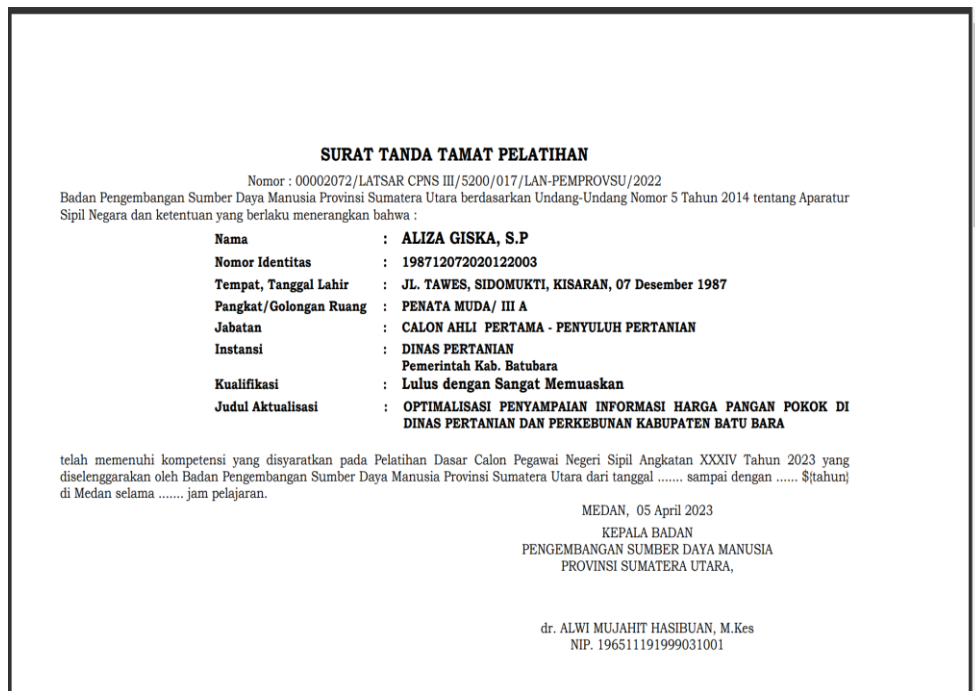 SURAT TANDA TAMAT PELATIHAN
Nomor : 00002072/LATSAR CPNS III/5200/017/LAN-PEMPROVSU/2022
Badan Pengembangan Sumber Daya Manusia Provinsi Sumatera Utara berdasarkan Undang-Undang Nomor 5 Tahun 2014 tentang Aparatur
Sipil Negara dan ketentuan yang berlaku menerangkan bahwa :
Nama : ALIZA GISKA, S.P
Nomor Identitas : 198712072020122003
Tempat, Tanggal Lahir : JL. TAWES, SIDOMUKTI, KISARAN, 07 Desember 1987
Pangkat/Golongan Ruang : PENATA MUDA/ III A
Jabatan : CALON AHLI PERTAMA - PENYULUH PERTANIAN
Instansi : DINAS PERTANIAN
Pemerintah Kab. Batubara
Kualifikasi : Lulus dengan Sangat Memuaskan
Judul Aktualisasi : OPTIMALISASI PENYAMPAIAN INFORMASI HARGA PANGAN POKOK DI
DINAS PERTANIAN DAN PERKEBUNAN KABUPATEN BATU BARA
telah memenuhi kompetensi yang disyaratkan pada Pelatihan Dasar Calon Pegawai Negeri Sipil Angkatan XXXIV Tahun 2023 yang
diselenggarakan oleh Badan Pengembangan Sumber Daya Manusia Provinsi Sumatera Utara dari tanggal ....... sampai dengan ...... ${tahun}
di Medan selama ....... jam pelajaran.
MEDAN, 05 April 2023
KEPALA BADAN
PENGEMBANGAN SUMBER DAYA MANUSIA
PROVINSI SUMATERA UTARA,
dr. ALWI MUJAHIT HASIBUAN, M.Kes
NIP. 196511191999031001